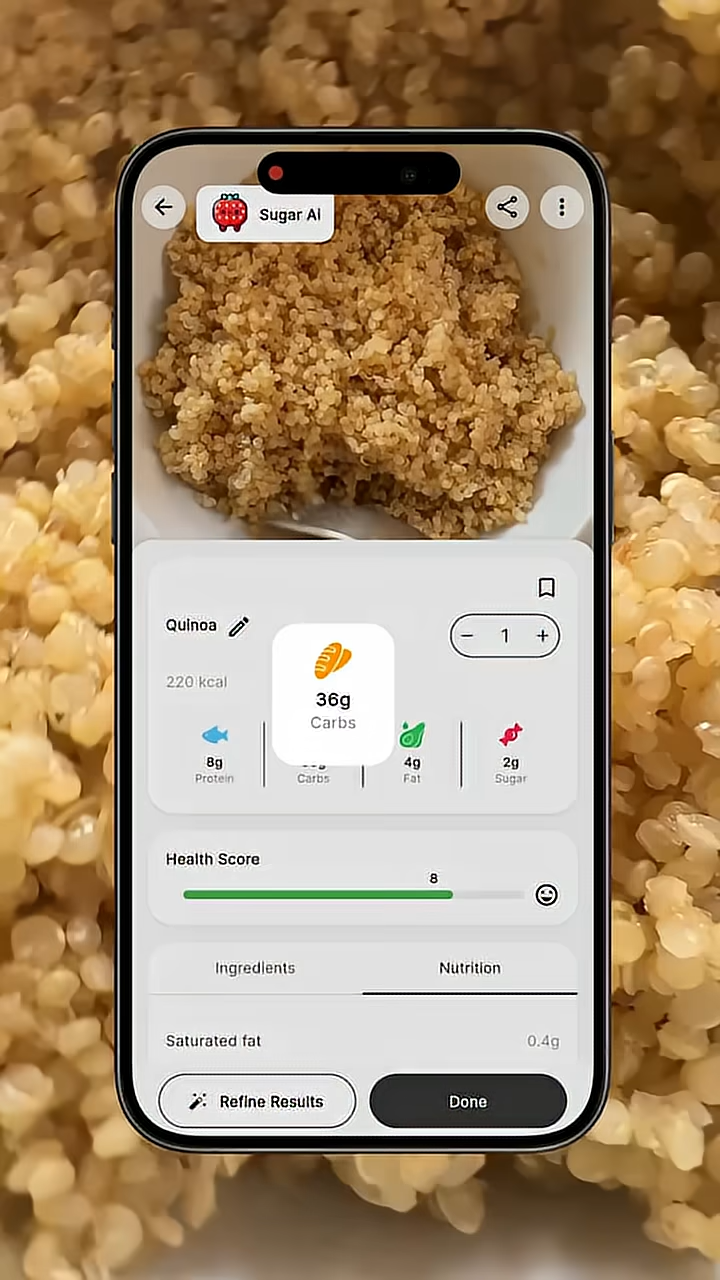 Sugar AI
Quinoa
1
220 kcal
36g
Carbs
8g
Protein
Carbs
4g
Fat
2g
Sugar
Health Score
8
Ingredients
Nutrition
Saturated fat
0.4g
Refine Results
Done